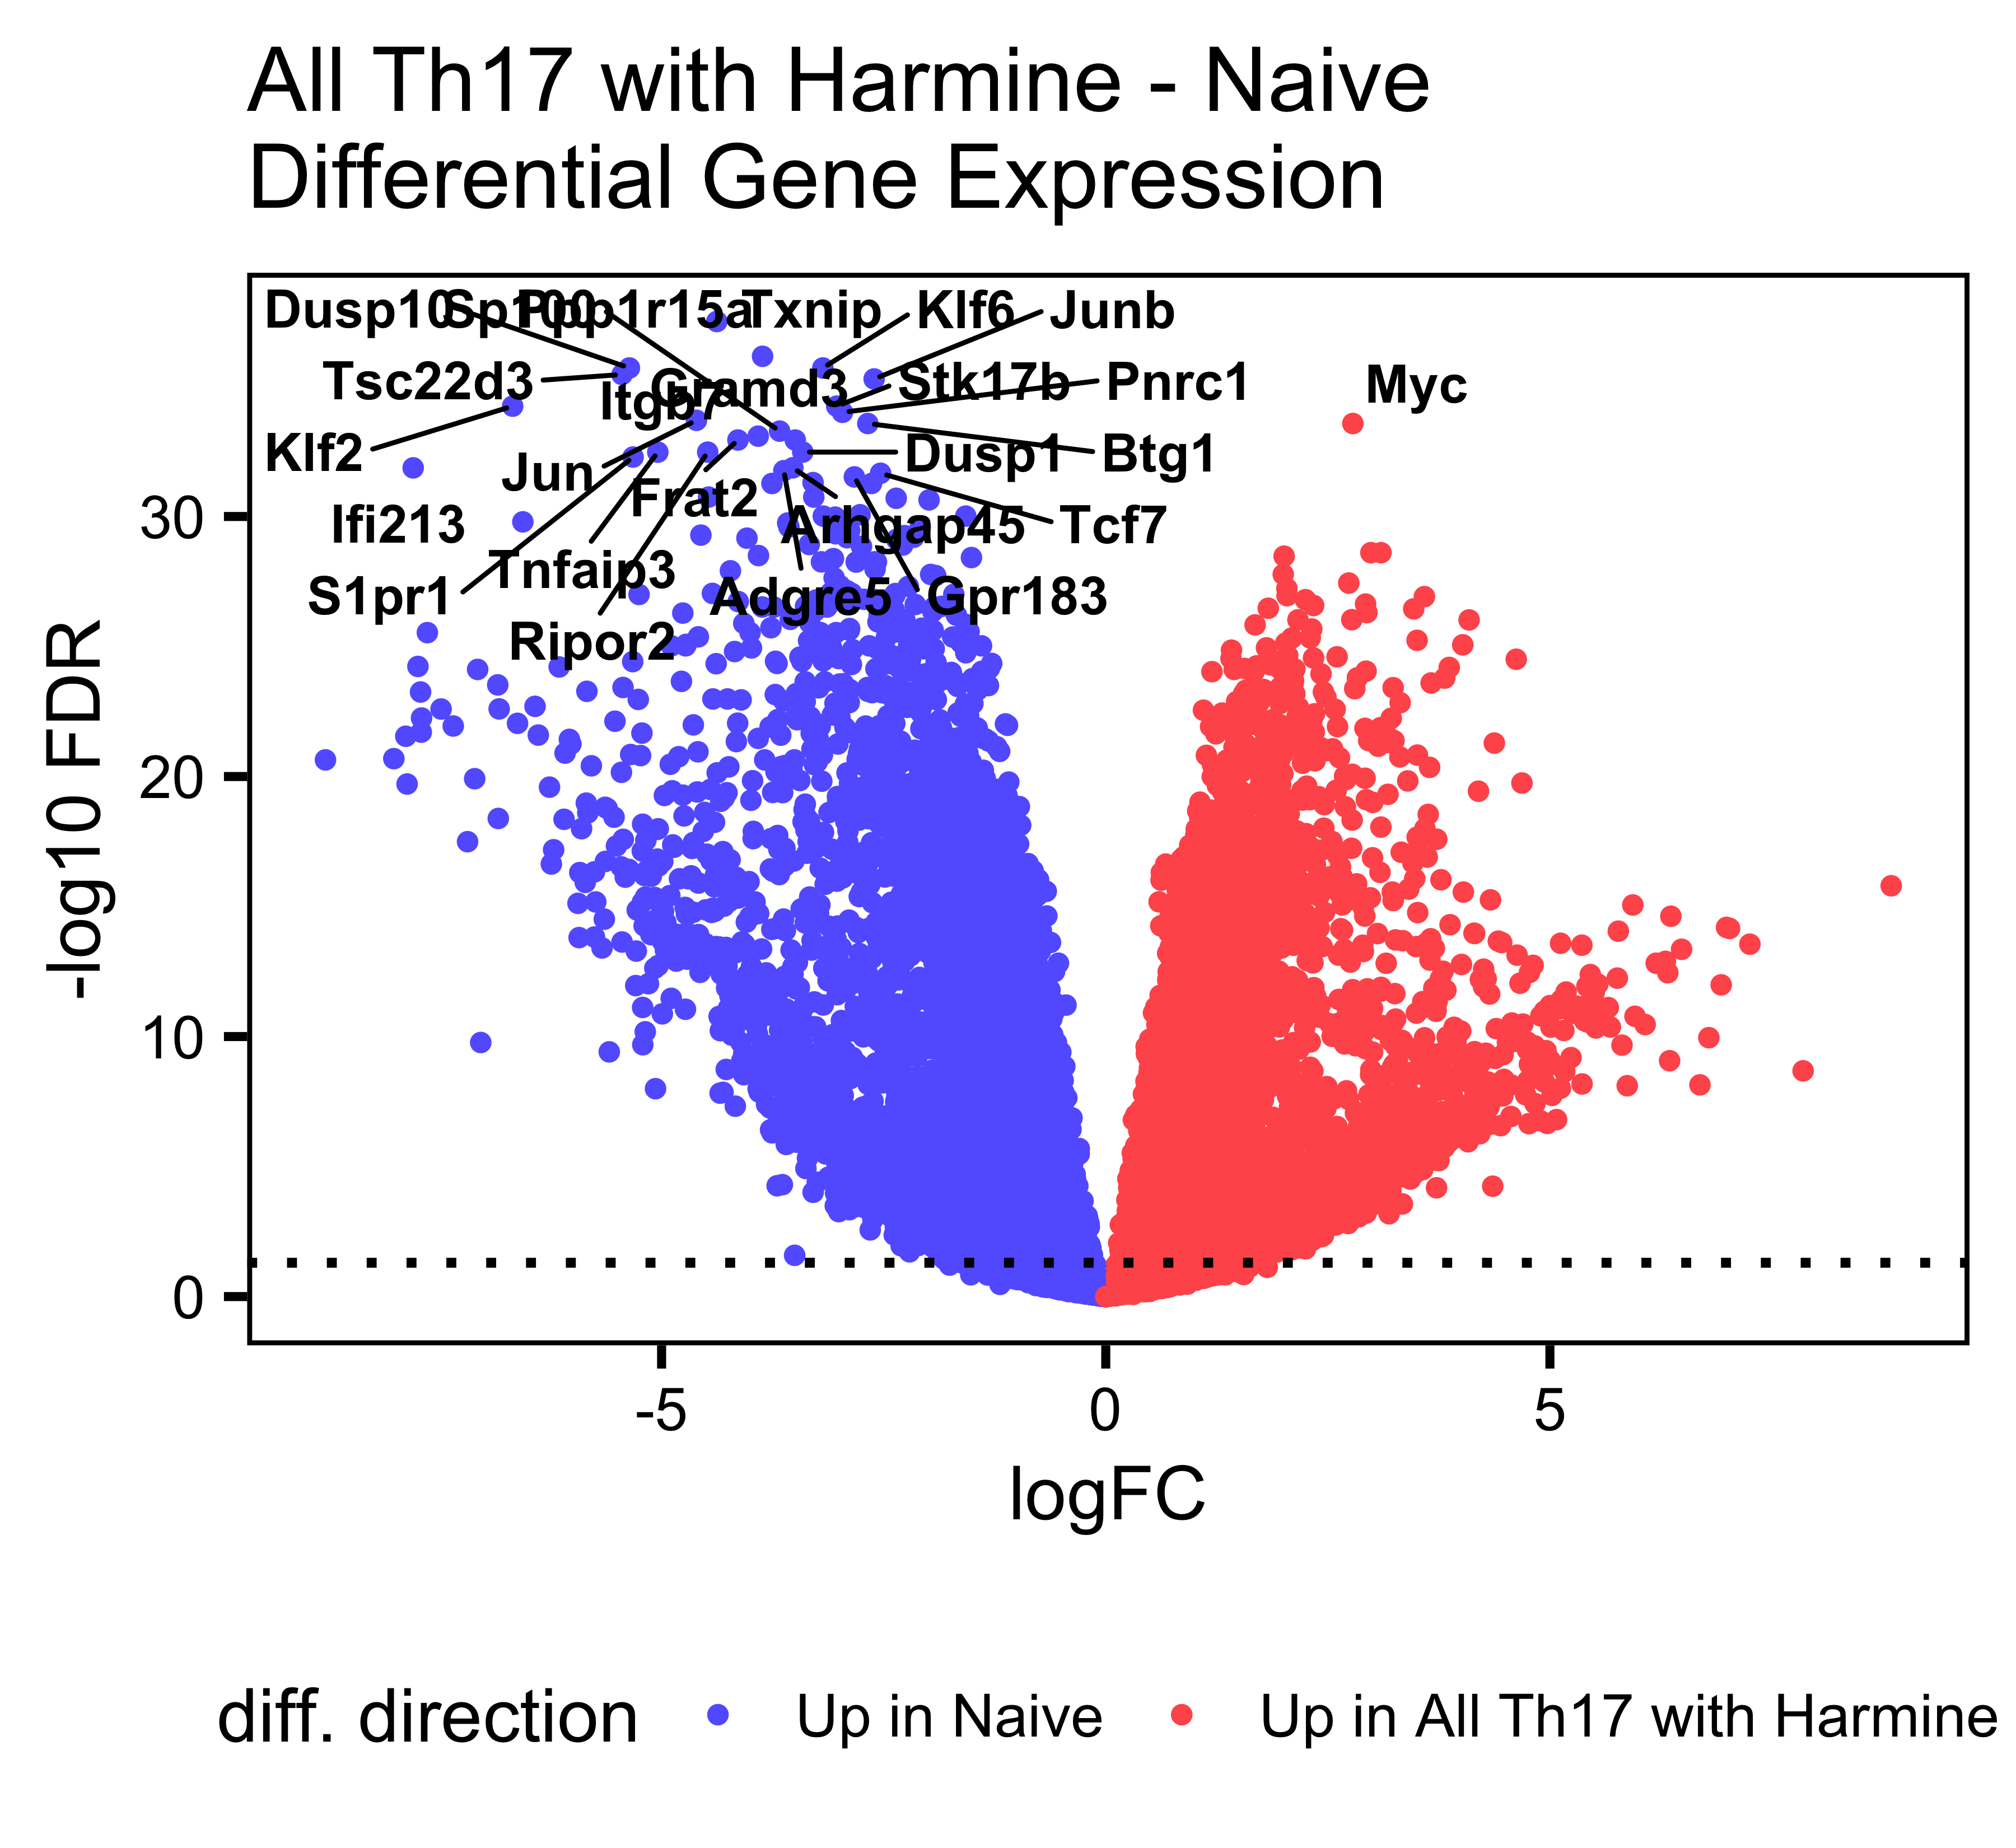 All Th17 with Harmine - Naive
Differential Gene Expression
Dusp10 Sp100 Ppp1r15a Txnip Klf6 Junb
Tsc22d3 Itgb7 Gramd3 Stk17b Pnrc1 Myc
Klf2 Jun Dusp1 Btg1
Ifi213 Frat2 Arhgap45 Tcf7
S1pr1 Tnfaip3 Adgre5 Gpr183
Ripor2
-log10 FDR
30
20
10
0
-5 0 5
logFC
diff. direction Up in Naive Up in All Th17 with Harmine